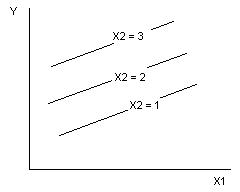 Y
X2 = 3
X2 = 2
X2 = 1
X1